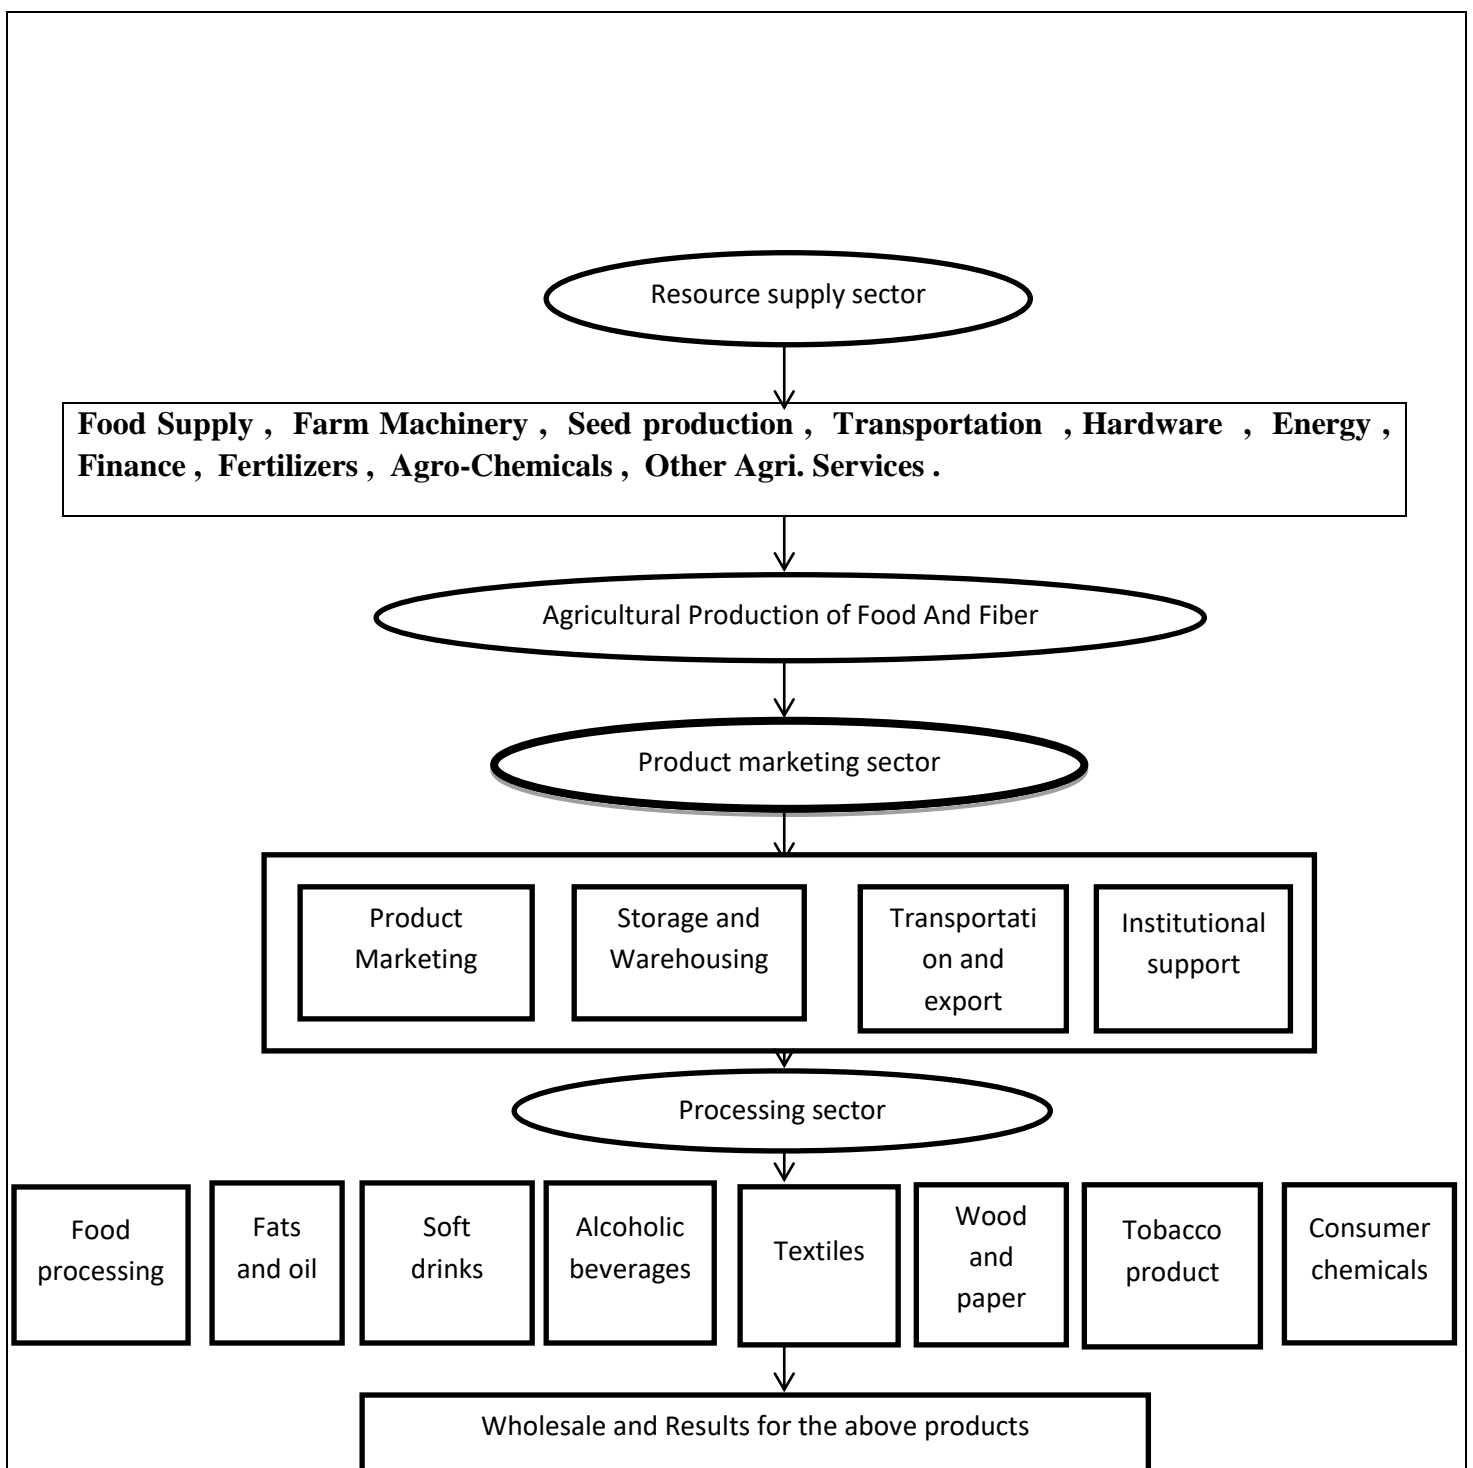 Resource supply sector
Food Supply , Farm Machinery , Seed production , Transportation , Hardware , Energy ,
Finance , Fertilizers , Agro-Chemicals , Other Agri. Services .
Agricultural Production of Food And Fiber
Product marketing sector
Product
Marketing
Storage and
Warehousing
Transportati
on and
export
Institutional
support
Processing sector
Food
processing
Fats
and oil
Soft
drinks
Alcoholic
beverages
Textiles
Wood
and
paper
Tobacco
product
Consumer
chemicals
Wholesale and Results for the above products